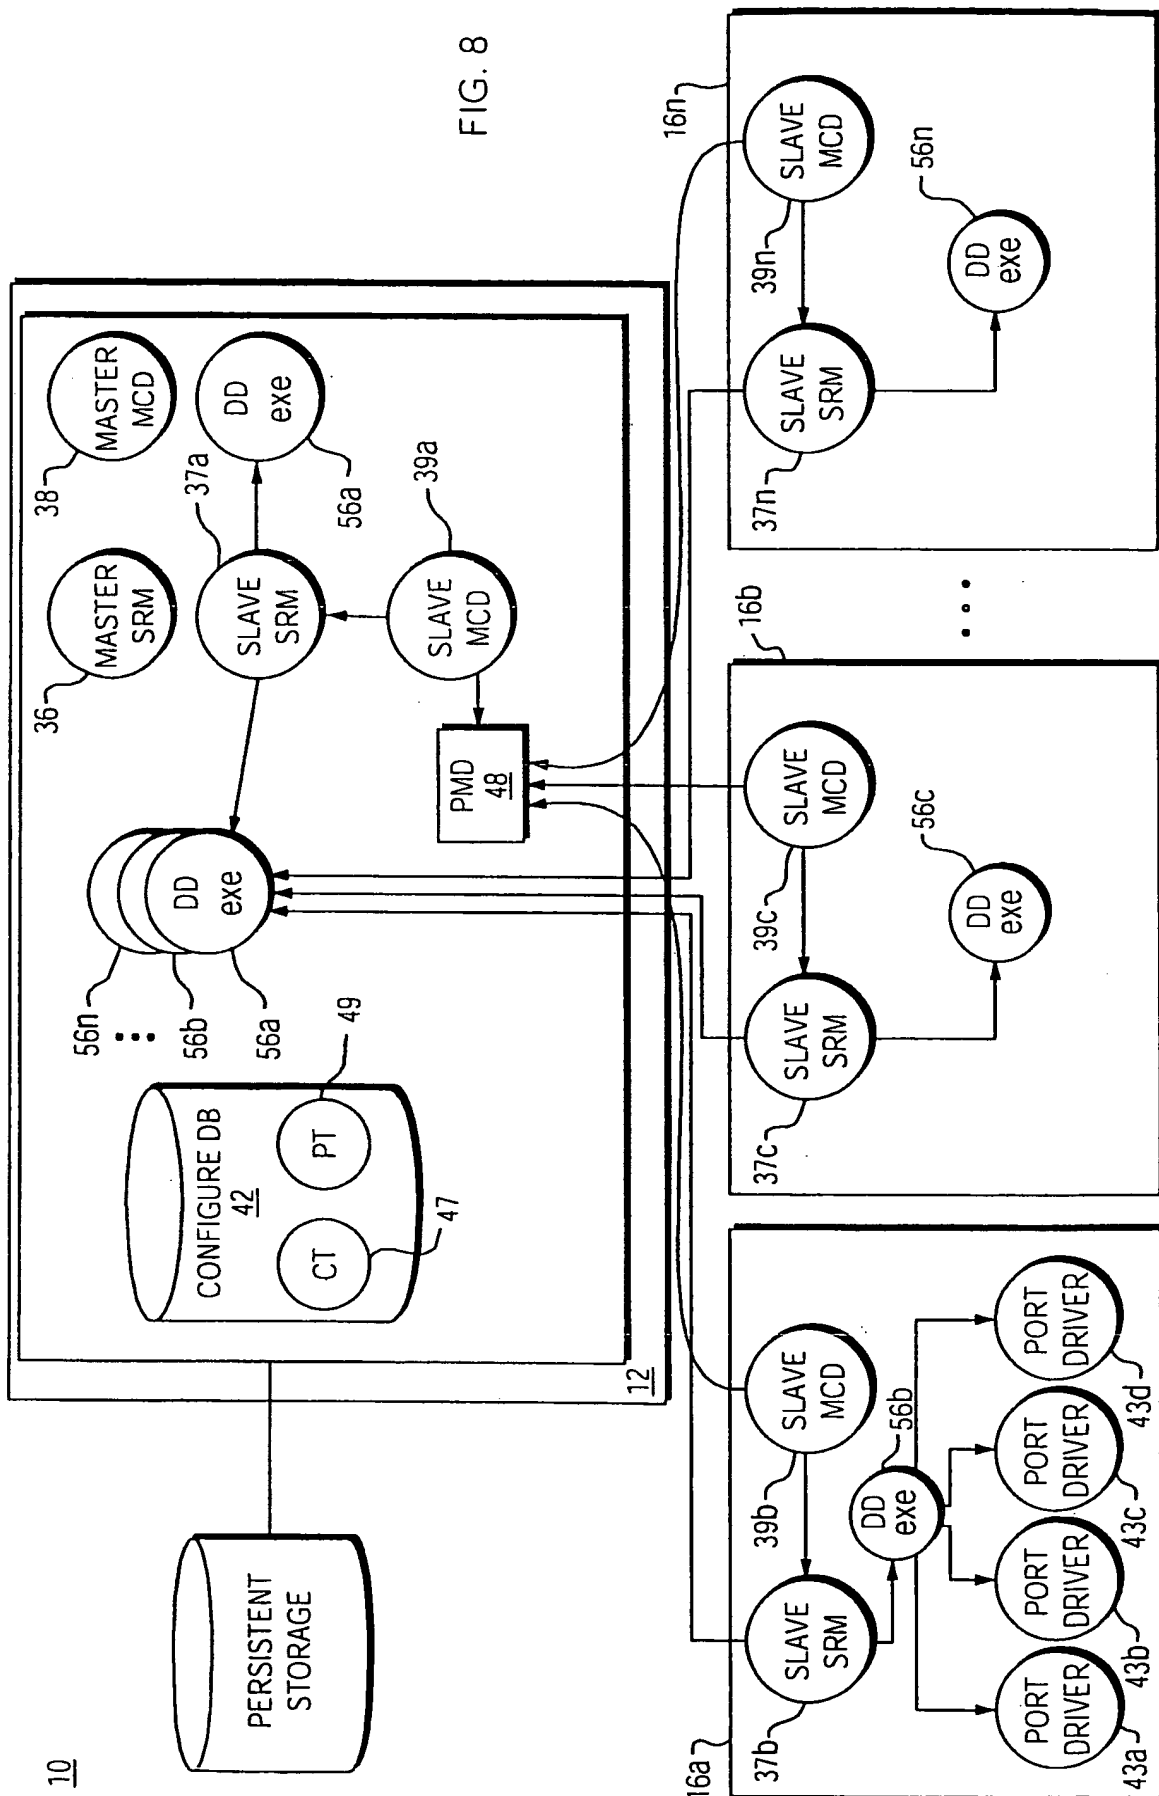 10
FIG. 8
PERSISTENT
STORAGE
12
CONFIGURE DB
42
CT
PT
47
49
56n
56b
56a
DD
exe
36
MASTER
SRM
38
MASTER
MCD
SLAVE
SRM
37a
DD
exe
56a
SLAVE
MCD
39a
PMD
48
16a
SLAVE
SRM
37b
SLAVE
MCD
39b
DD
exe
56b
PORT
DRIVER
43a
PORT
DRIVER
43b
PORT
DRIVER
43c
PORT
DRIVER
43d
16b
SLAVE
SRM
37c
SLAVE
MCD
39c
DD
exe
56c
16n
SLAVE
SRM
37n
SLAVE
MCD
39n
DD
exe
56n